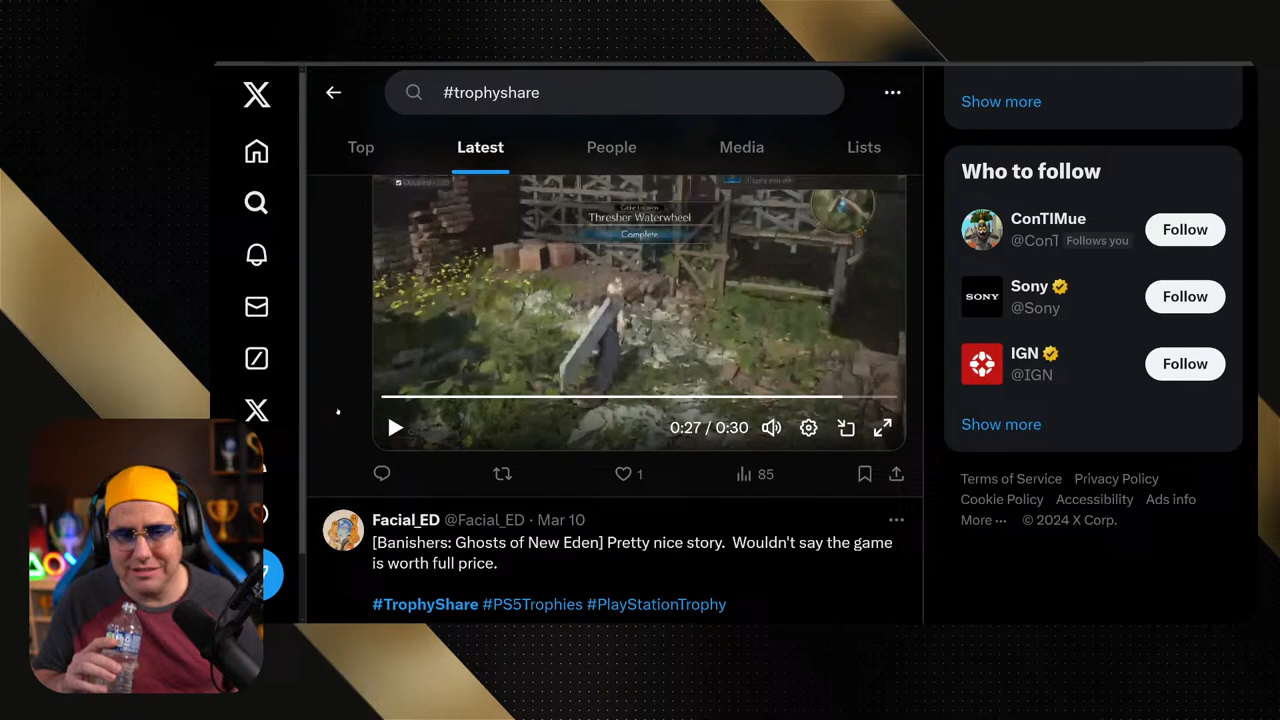 #trophyshare
Top
Latest
People
Media
Lists
Thresher Waterwheel
Complete
0:27 / 0:30
1
85
Facial_ED @Facial_ED · Mar 10
[Banishers: Ghosts of New Eden] Pretty nice story. Wouldn't say the game
is worth full price.
#TrophyShare #PS5Trophies #PlayStationTrophy
Show more
Who to follow
ConTIMue
@ConT Follows you
Follow
SONY
Sony
@Sony
Follow
IGN
@IGN
Follow
Show more
Terms of Service Privacy Policy
Cookie Policy Accessibility Ads info
More ··· © 2024 X Corp.